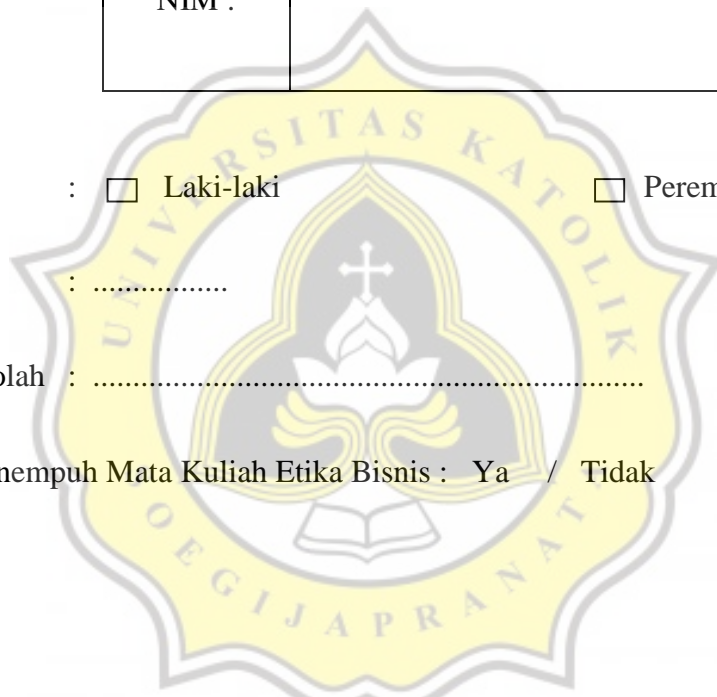 NIM :
: □ Laki-laki □ Perem
: .................
olah : .....................................................................
nempuh Mata Kuliah Etika Bisnis : Ya / Tidak
UNIVERSITAS KATOLIK
SOEGIJAPRANATA